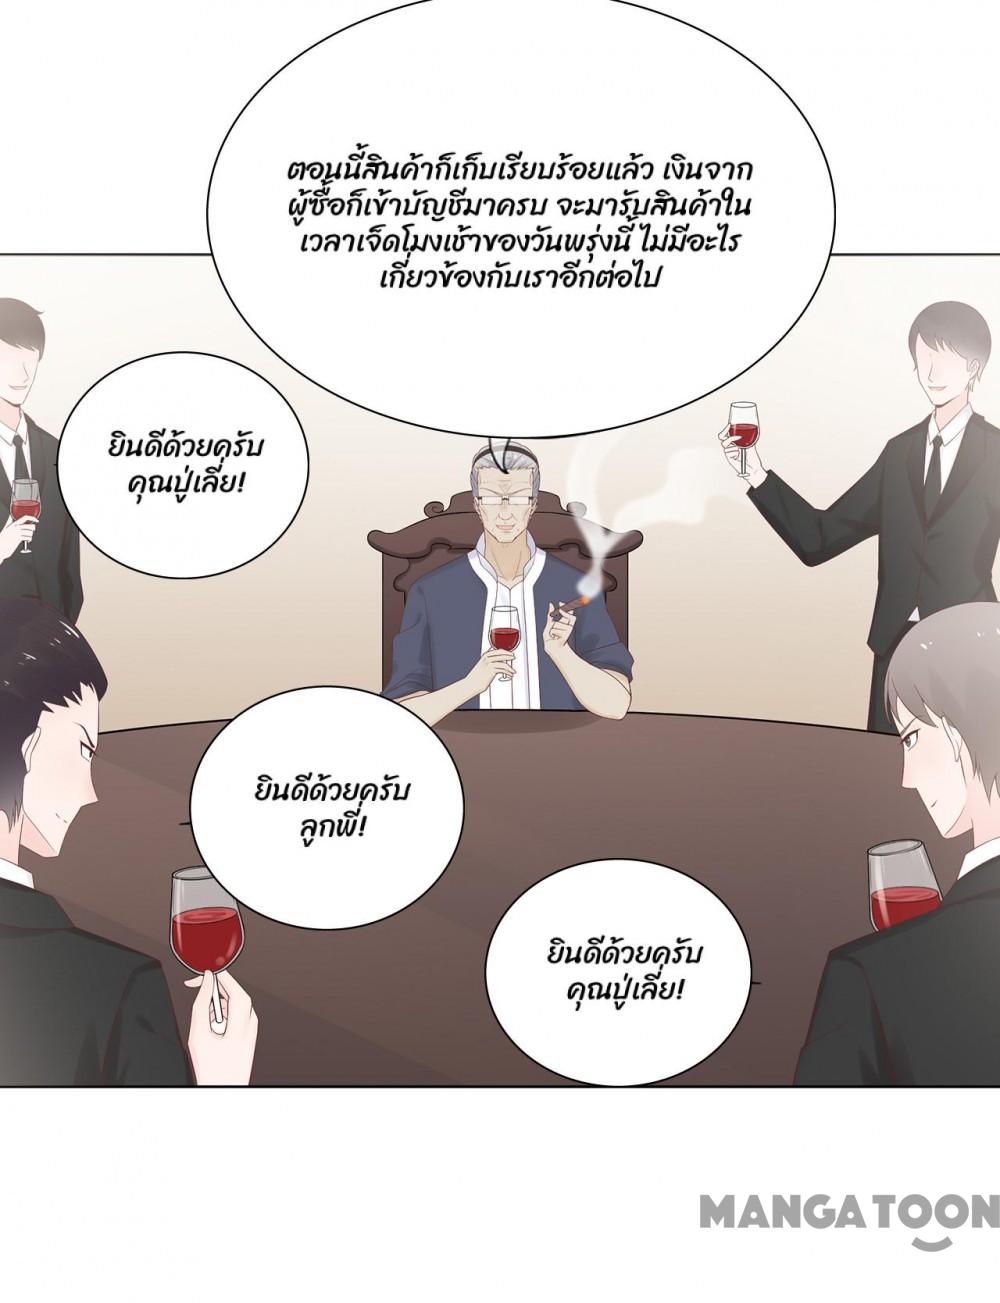 ตอนนี้สินค้าก็เก็บเรียบร้อยแล้ว เงินจาก
ผู้ซื้อก็เข้าบัญชีมาครบ จะมารับสินค้าใน
เวลาเจ็ดโมงเช้าของวันพรุ่งนี้ ไม่มีอะไร
เกี่ยวข้องกับเราอีกต่อไป
ยินดีด้วยครับ
คุณปู่เลี่ย!
ยินดีด้วยครับ
ลูกพี่!
ยินดีด้วยครับ
คุณปู่เลี่ย!
MANGATOON